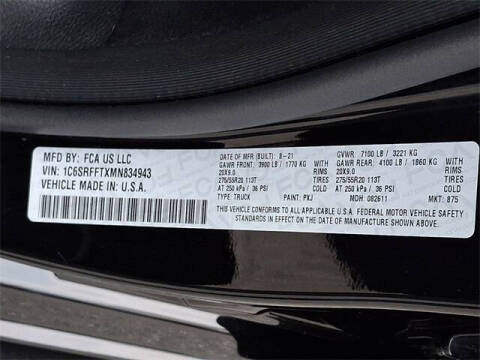 MFD BY: FCA US LLC
VIN: 1C6SRFFTXMN834943
VEHICLE MADE IN: U.S.A.
DATE OF MFR (BUILT): 8-21 GVWR: 7100 LB / 3221 KG
GAWR FRONT: 3900 LB / 1770 KG WITH GAWR REAR: 4100 LB / 1860 KG WITH
20X9.0 RIMS 20X9.0 RIMS
275/55R20 113T TIRES 275/55R20 113T TIRES
AT 250 kPa / 36 PSI AT 250 kPa / 36 PSI
TYPE: TRUCK PAINT: PXJ MDH: 082611 MKT: 875
THIS VEHICLE CONFORMS TO ALL APPLICABLE FEDERAL MOTOR VEHICLE SAFETY
STANDARDS IN EFFECT ON THE DATE OF MANUFACTURE SHOWN ABOVE.